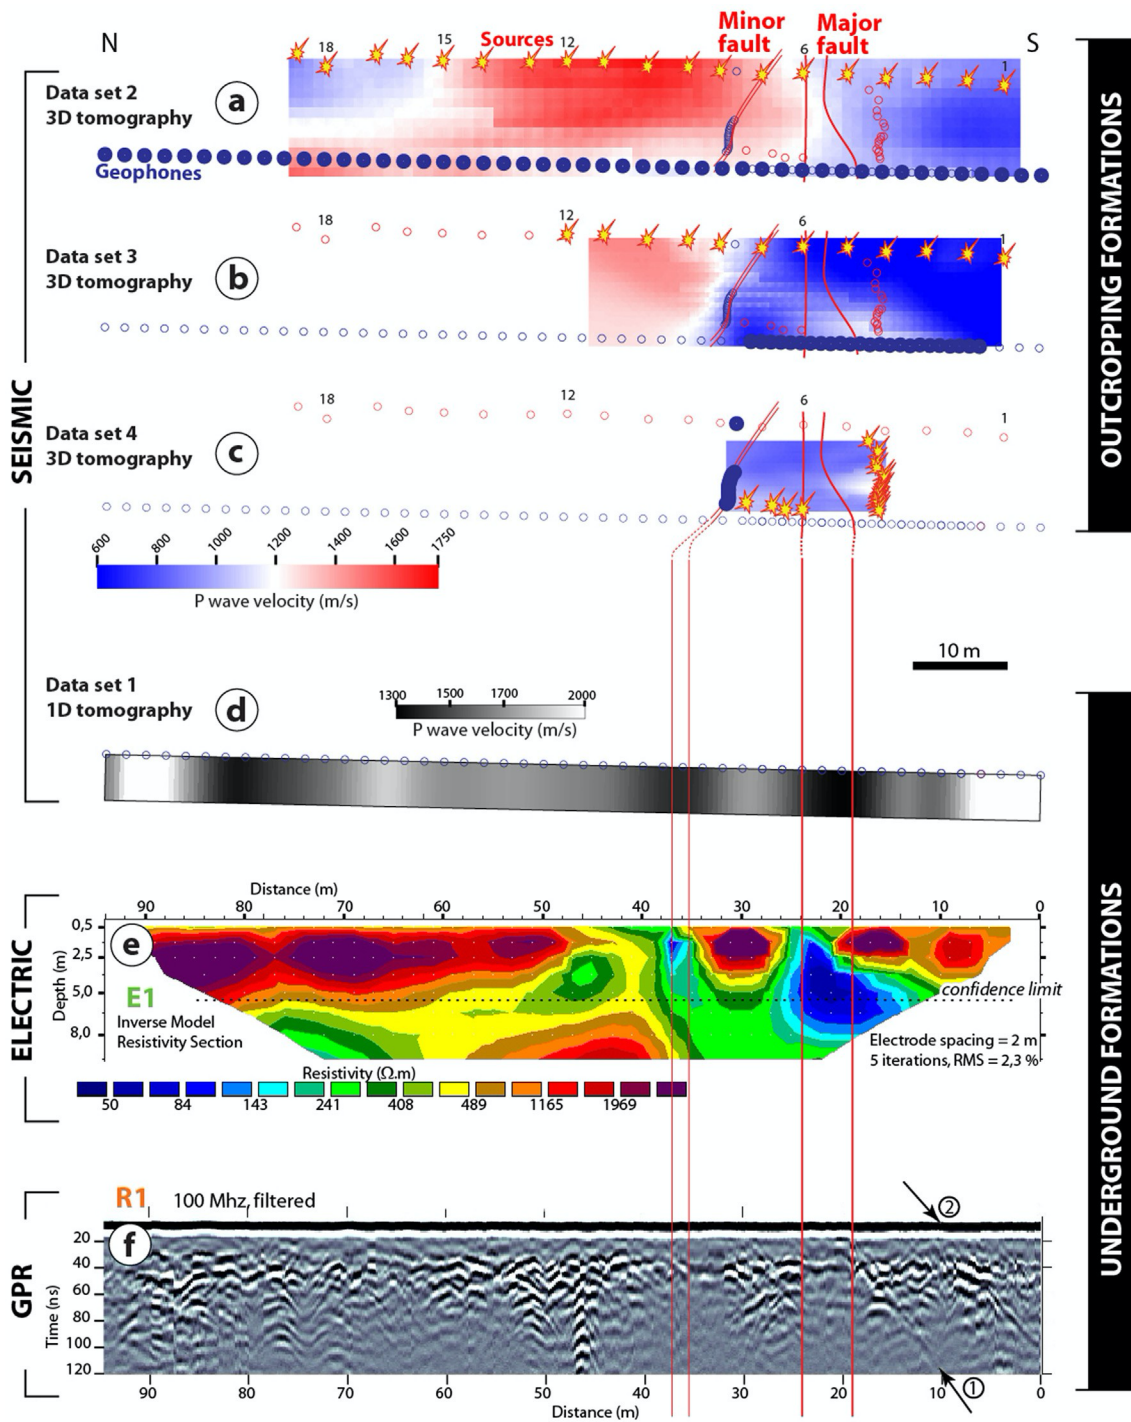 N
S
Minor
fault
Major
fault
Sources
18
15
12
6
1
Data set 2
3D tomography
a
Geophones
18
12
6
1
Data set 3
3D tomography
b
18
12
6
1
Data set 4
3D tomography
c
600
800
1000
1200
1400
1600
1750
P wave velocity (m/s)
SEISMIC
OUTCROPPING FORMATIONS
10 m
Data set 1
1D tomography
d
1300
1500
1700
2000
P wave velocity (m/s)
Distance (m)
90
80
70
60
50
40
30
20
10
0
0,5
2,5
5,0
8,0
Depth (m)
e
E1
Inverse Model
Resistivity Section
confidence limit
Electrode spacing = 2 m
5 iterations, RMS = 2,3 %
Resistivity (Ω.m)
50
84
143
241
408
489
1165
1969
ELECTRIC
UNDERGROUND FORMATIONS
R1
100 Mhz, filtered
2
f
20
40
60
80
100
120
Time (ns)
GPR
1
90
80
70
60
50
40
30
20
10
0
Distance (m)